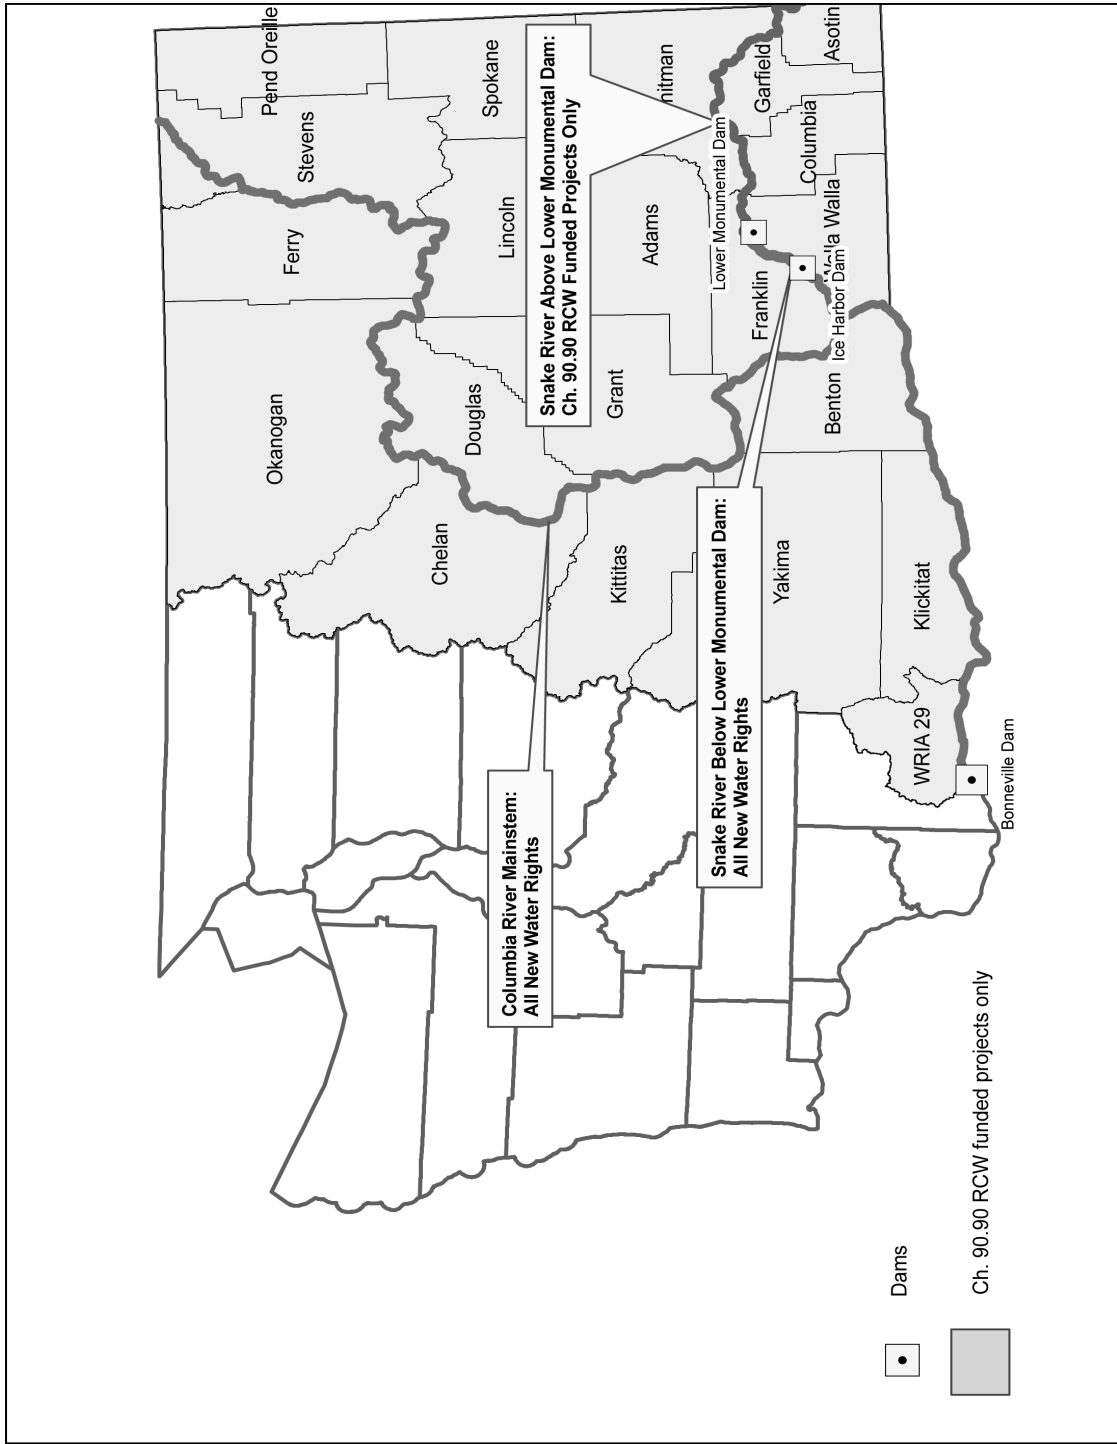 Pend Oreille
Stevens
Ferry
Okanogan
Spokane
Lincoln
Douglas
Chelan
Snake River Above Lower Monumental Dam:
Ch. 90.90 RCW Funded Projects Only
Columbia River Mainstem:
All New Water Rights
nitman
Adams
Grant
Kittitas
Lower Monumental Dam
Snake River Below Lower Monumental Dam:
All New Water Rights
Garfield
Franklin
Yakima
Asotin
Columbia
Walla
Ice Harbor Dam
Benton
Klickitat
WRIA 29
Bonneville Dam
Dams
Ch. 90.90 RCW funded projects only